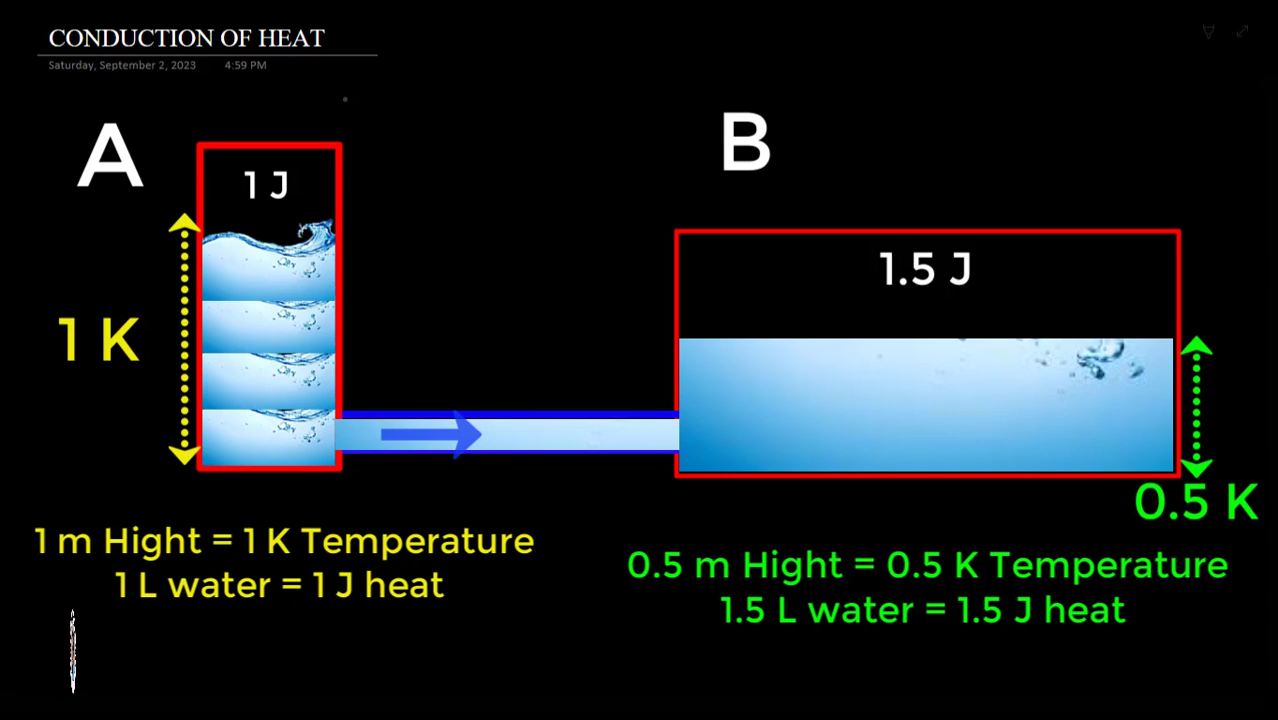 CONDUCTION OF HEAT
Saturday, September 2, 2023 4:59 PM
A
B
1 J
1.5 J
1 K
0.5 K
1 m Hight = 1 K Temperature
1 L water = 1 J heat
0.5 m Hight = 0.5 K Temperature
1.5 L water = 1.5 J heat